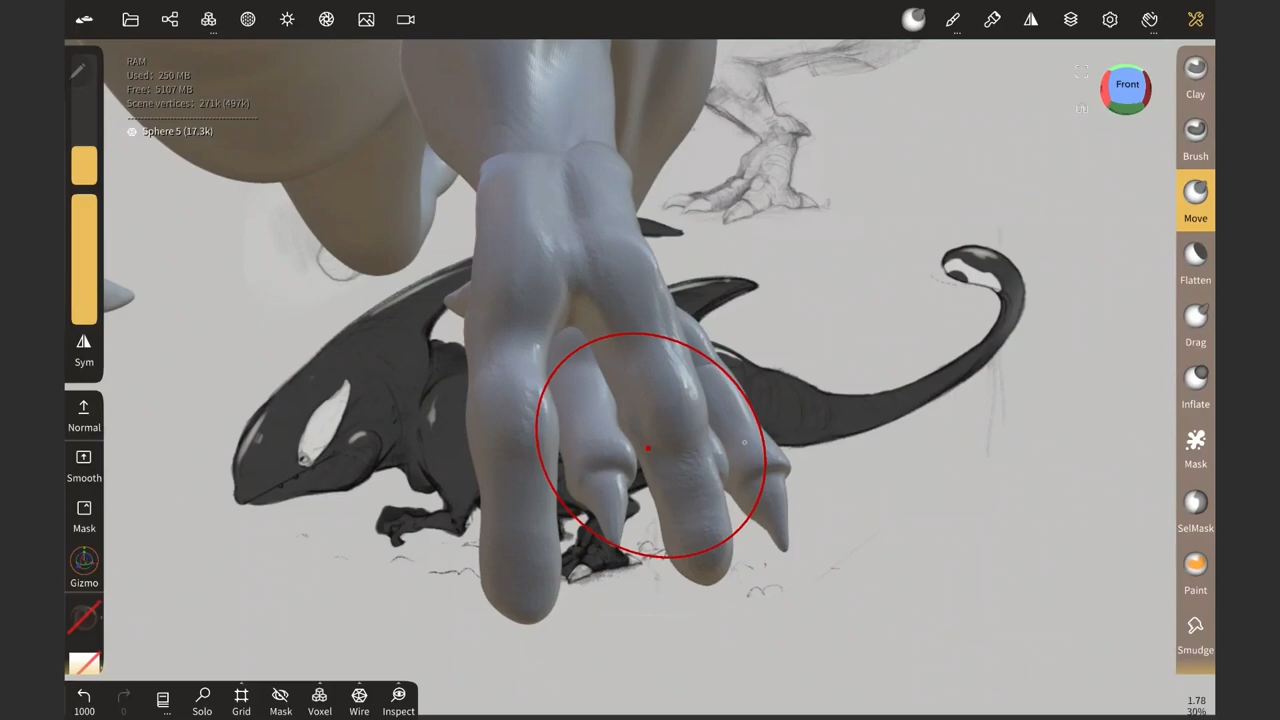 RAM
Used: 250 MB
Free: 5107 MB
Scene vertices: 271k (497k)
Sphere 5 (17.3k)
Front
Clay
Brush
Move
Flatten
Drag
Inflate
Mask
SelMask
Paint
Smudge
Sym
Normal
Smooth
Mask
Gizmo
1000
0
...
Solo
Grid
Mask
Voxel
Wire
Inspect
1.78
30%